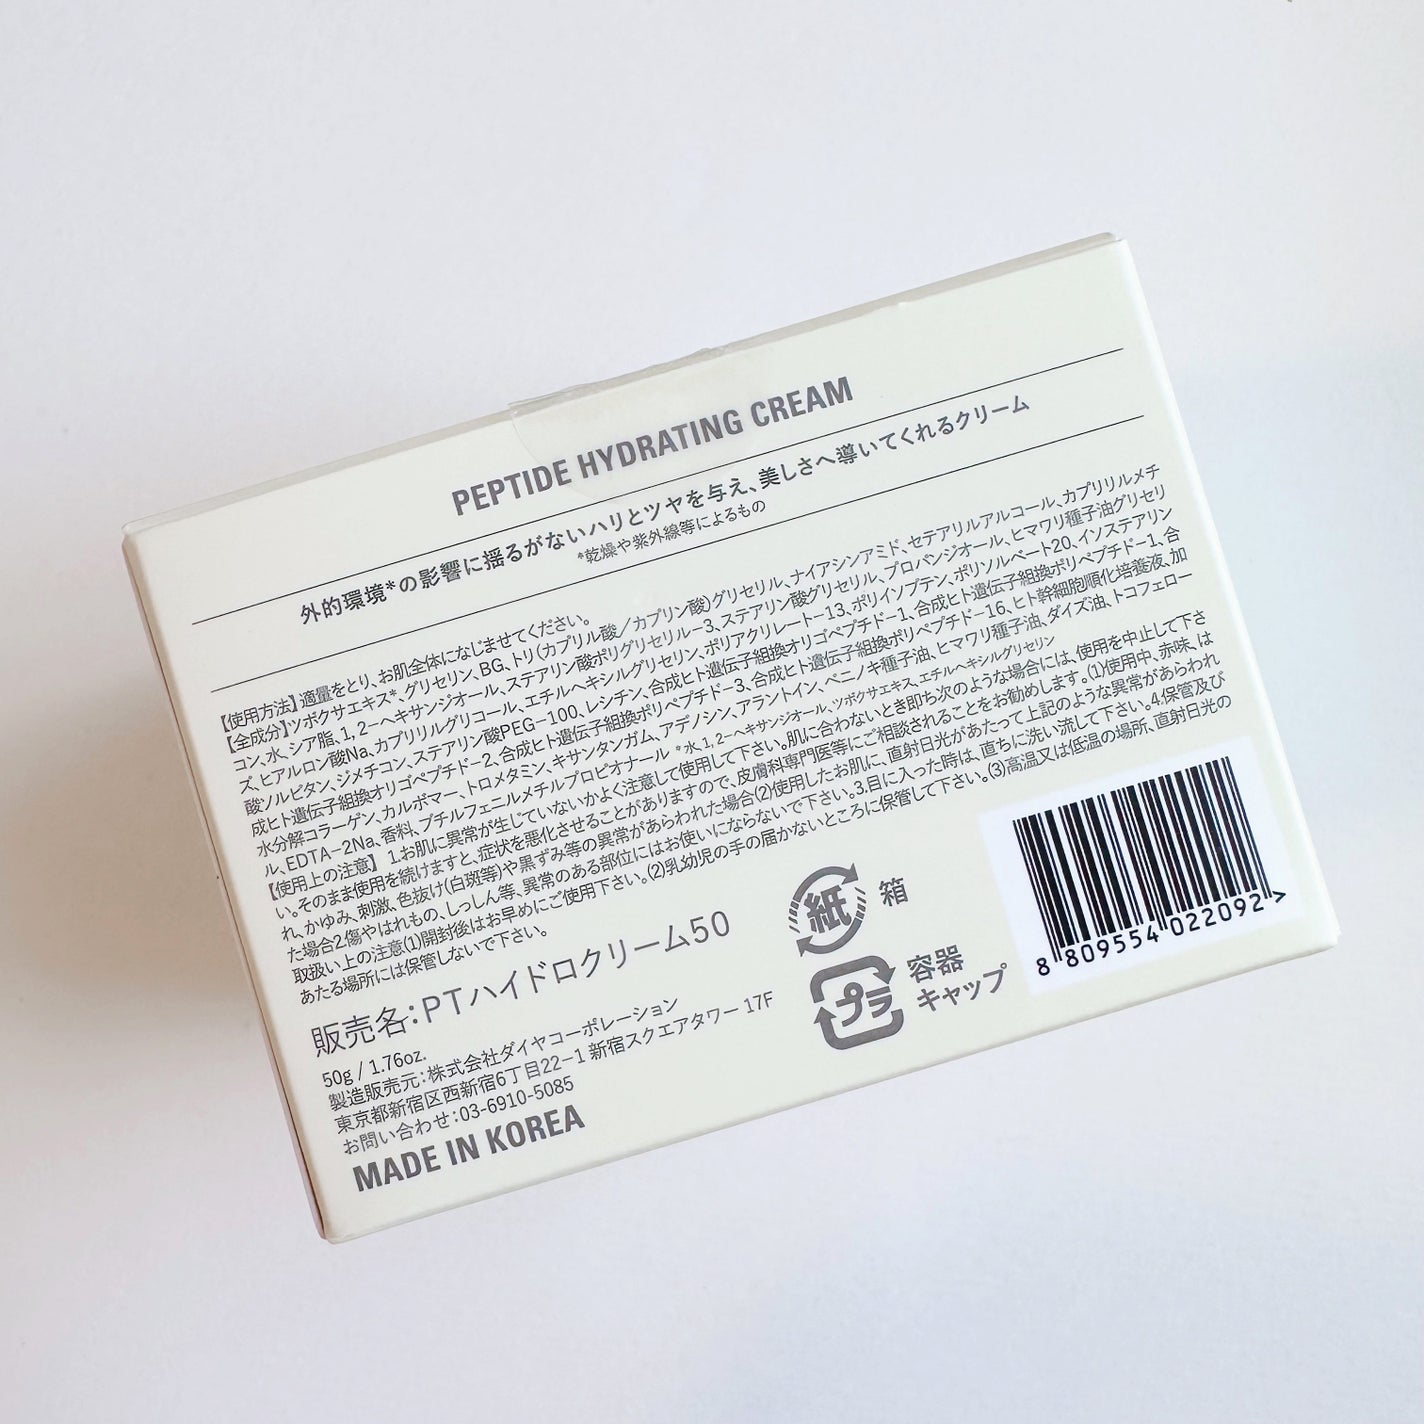 PEPTIDE HYDRATING CREAM
外的環境*の影響に揺るがないハリとツヤを与え、美しさへ導いてくれるクリーム
*乾燥や紫外線等によるもの
【使用方法】適量をとり、お肌全体になじませてください。
【全成分】ツボクサエキス*、グリセリン、BG、トリ(カプリル酸／カプリン酸)グリセリル、ナイアシンアミド、セテアリルアルコール、カプリリルメチ
コン、水、シア脂、1,2-ヘキサンジオール、ステアリン酸ポリグリセリル-3、ステアリン酸グリセリル、プロパンジオール、ヒマワリ種子油グリセリ
ズ、ヒアルロン酸Na、カプリリルグリコール、エチルヘキシルグリセリン、ポリアクリレート-13、ポリイソブテン、ポリソルベート20、イソステアリン
酸ソルビタン、ジメチコン、ステアリン酸PEG-100、レシチン、合成ヒト遺伝子組換オリゴペプチド-1、合成ヒト遺伝子組換ポリペプチド-1、合
成ヒト遺伝子組換オリゴペプチド-2、合成ヒト遺伝子組換ポリペプチド-3、合成ヒト遺伝子組換ポリペプチド-16、ヒト幹細胞順化培養液、加
水分解コラーゲン、カルボマー、トロメタミン、キサンタンガム、アデノシン、アラントイン、ベニノキ種子油、ヒマワリ種子油、ダイズ油、トコフェロー
ル、EDTA-2Na、香料、ブチルフェニルメチルプロピオナール *水、1,2-ヘキサンジオール、ツボクサエキス、エチルヘキシルグリセリン
【使用上の注意】 1.お肌に異常が生じていないかよく注意して使用して下さい。肌に合わないとき即ち次のような場合には、使用を中止して下さ
い。そのまま使用を続けますと、症状を悪化させることがありますので、皮膚科専門医等にご相談されることをお勧めします。(1)使用中、赤味、は
れ、かゆみ、刺激、色抜け(白斑等)や黒ずみ等の異常があらわれた場合(2)使用したお肌に、直射日光があたって上記のような異常があらわれ
た場合2.傷やはれもの、しっしん等、異常のある部位にはお使いにならないで下さい。3.目に入った時は、直ちに洗い流して下さい。4.保管及び
取扱い上の注意(1)開封後はお早めにご使用下さい。(2)乳幼児の手の届かないところに保管して下さい。(3)高温又は低温の場所、直射日光の
あたる場所には保管しないで下さい。
販売名：PTハイドロクリーム50
50g / 1.76oz.
製造販売元：株式会社ダイヤコーポレーション
東京都新宿区西新宿6丁目22-1 新宿スクエアタワー 17F
お問い合わせ：03-6910-5085
MADE IN KOREA
紙 箱
プラ 容器
キャップ
8 809554 022092 >